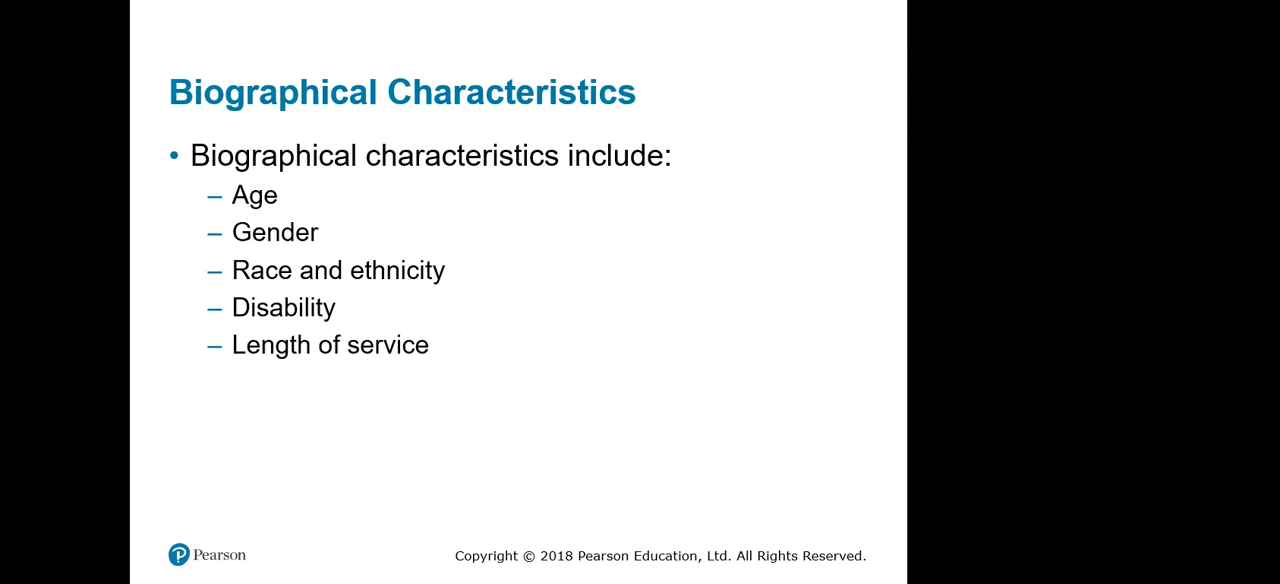 Biographical Characteristics
• Biographical characteristics include:
– Age
– Gender
– Race and ethnicity
– Disability
– Length of service
P Pearson
Copyright © 2018 Pearson Education, Ltd. All Rights Reserved.